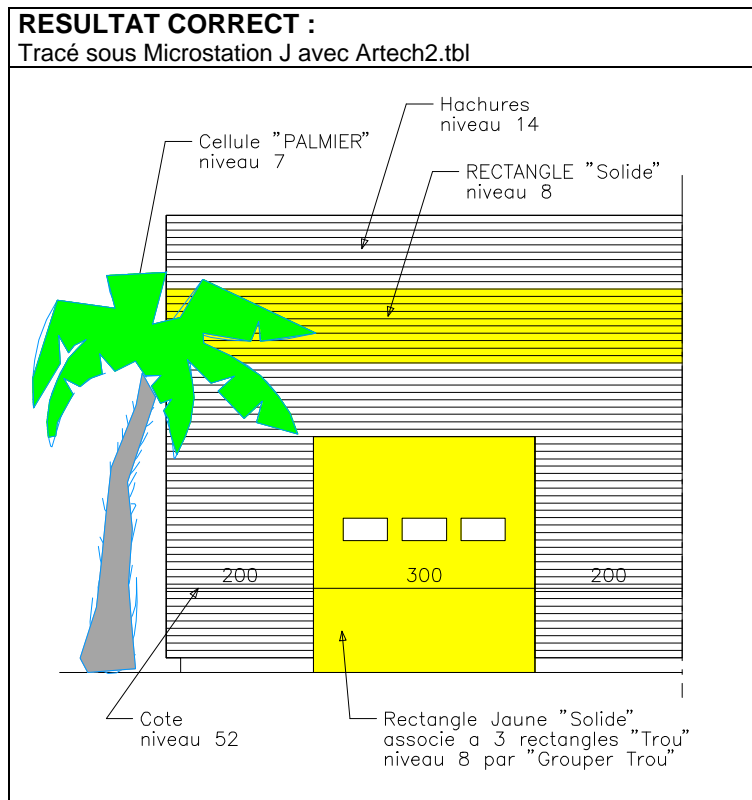 RESULTAT CORRECT :
Tracé sous Microstation J avec Artech2.tbl
Hachures
niveau 14
Cellule "PALMIER"
niveau 7
RECTANGLE "Solide"
niveau 8
200
300
200
Cote
niveau 52
Rectangle Jaune "Solide"
associe a 3 rectangles "Trou"
niveau 8 par "Grouper Trou"